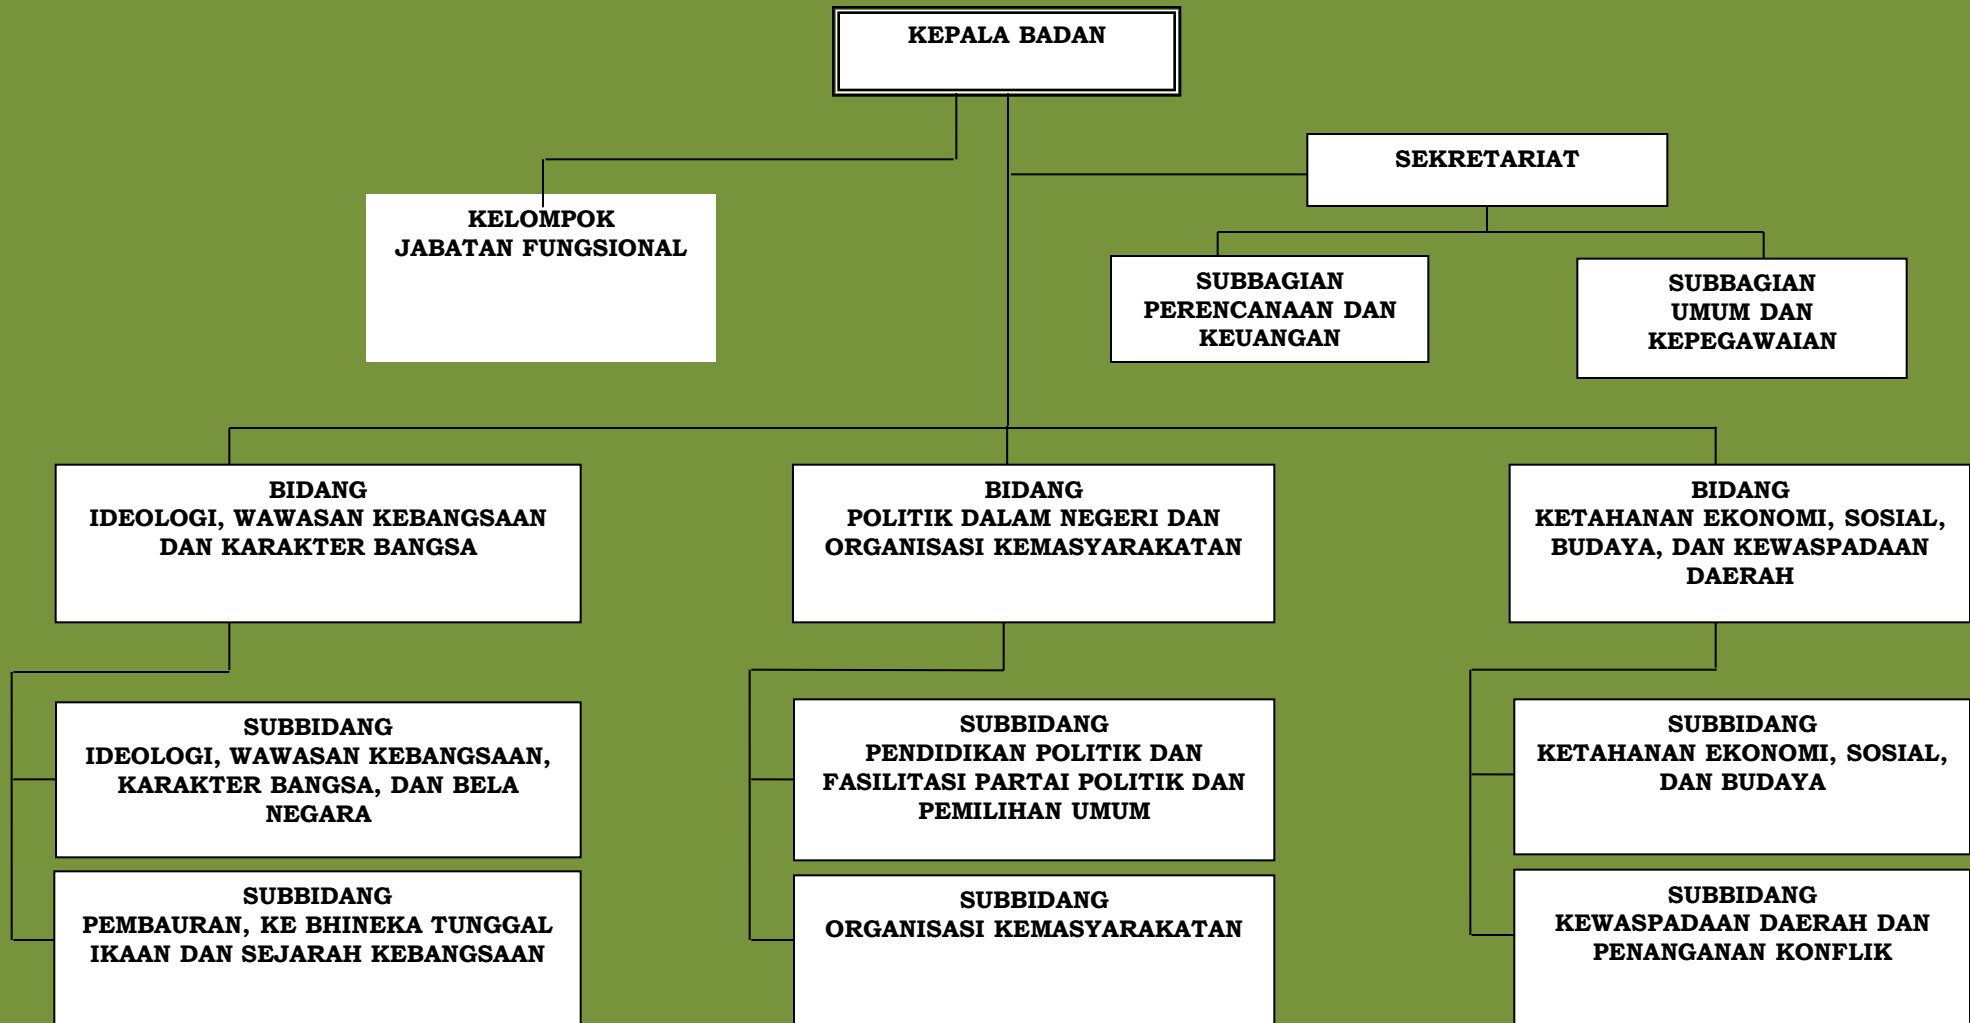 KEPALA BADAN
SEKRETARIAT
KELOMPOK
JABATAN FUNGSIONAL
SUBBAGIAN
PERENCANAAN DAN
KEUANGAN
SUBBAGIAN
UMUM DAN
KEPEGAWAIAN
BIDANG
IDEOLOGI, WAWASAN KEBANGSAAN
DAN KARAKTER BANGSA
BIDANG
POLITIK DALAM NEGERI DAN
ORGANISASI KEMASYARAKATAN
BIDANG
KETAHANAN EKONOMI, SOSIAL,
BUDAYA, DAN KEWASPADAAN
DAERAH
SUBBIDANG
IDEOLOGI, WAWASAN KEBANGSAAN,
KARAKTER BANGSA, DAN BELA
NEGARA
SUBBIDANG
PENDIDIKAN POLITIK DAN
FASILITASI PARTAI POLITIK DAN
PEMILIHAN UMUM
SUBBIDANG
KETAHANAN EKONOMI, SOSIAL,
DAN BUDAYA
SUBBIDANG
PEMBAURAN, KE BHINEKA TUNGGAL
IKAAN DAN SEJARAH KEBANGSAAN
SUBBIDANG
ORGANISASI KEMASYARAKATAN
SUBBIDANG
KEWASPADAAN DAERAH DAN
PENANGANAN KONFLIK